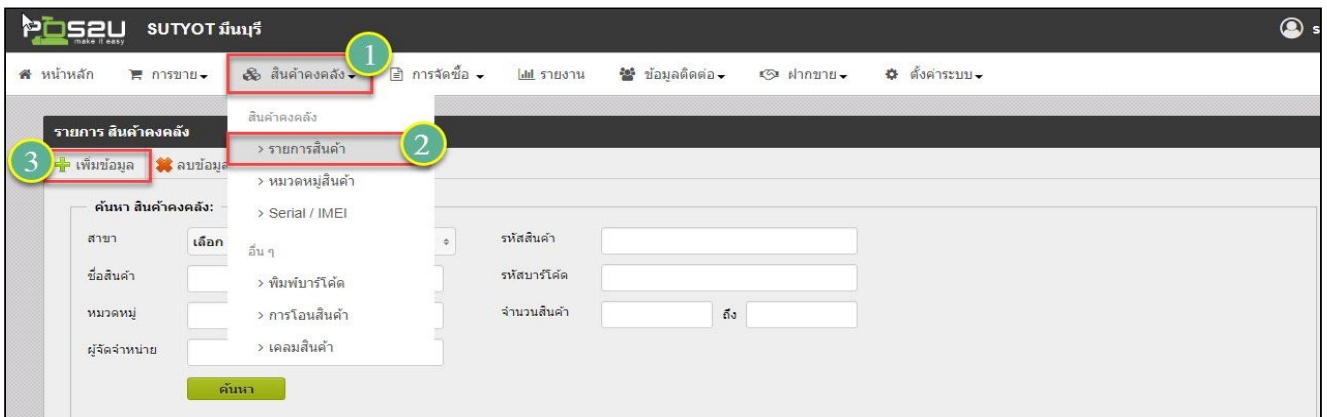 POS2U SUTYOT มีนบุรี s
make it easy
1
หน้าหลัก การขาย สินค้าคงคลัง การจัดซื้อ รายงาน ข้อมูลติดต่อ ฝากขาย ตั้งค่าระบบ
สินค้าคงคลัง
รายการ สินค้าคงคลัง
> รายการสินค้า 2
3 เพิ่มข้อมูล ลบข้อมูล
> หมวดหมู่สินค้า
ค้นหา สินค้าคงคลัง:
> Serial / IMEI
สาขา เลือก รหัสสินค้า
อื่น ๆ
ชื่อสินค้า > พิมพ์บาร์โค้ด รหัสบาร์โค้ด
หมวดหมู่ > การโอนสินค้า จำนวนสินค้า ถึง
ผู้จัดจำหน่าย > เคลมสินค้า
ค้นหา